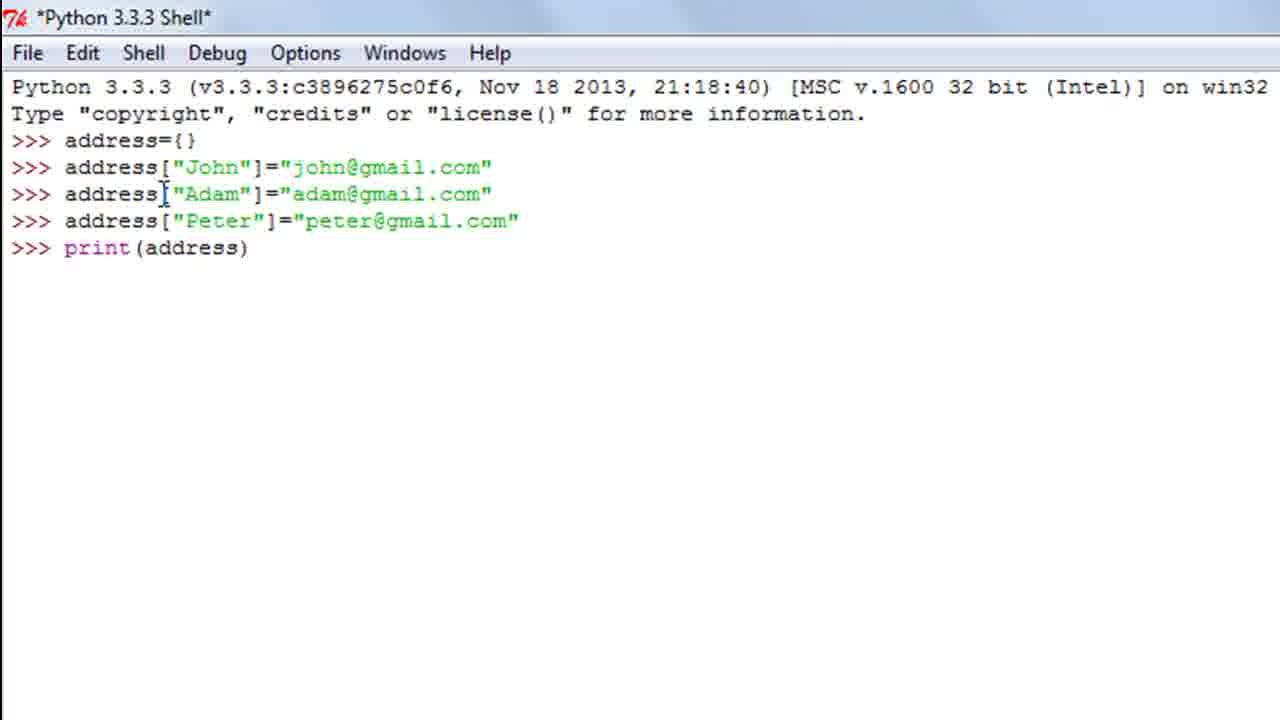 *Python 3.3.3 Shell*
File Edit Shell Debug Options Windows Help
Python 3.3.3 (v3.3.3:c3896275c0f6, Nov 18 2013, 21:18:40) [MSC v.1600 32 bit (Intel)] on win32
Type "copyright", "credits" or "license()" for more information.
>>> address={}
>>> address["John"]="john@gmail.com"
>>> address["Adam"]="adam@gmail.com"
>>> address["Peter"]="peter@gmail.com"
>>> print(address)